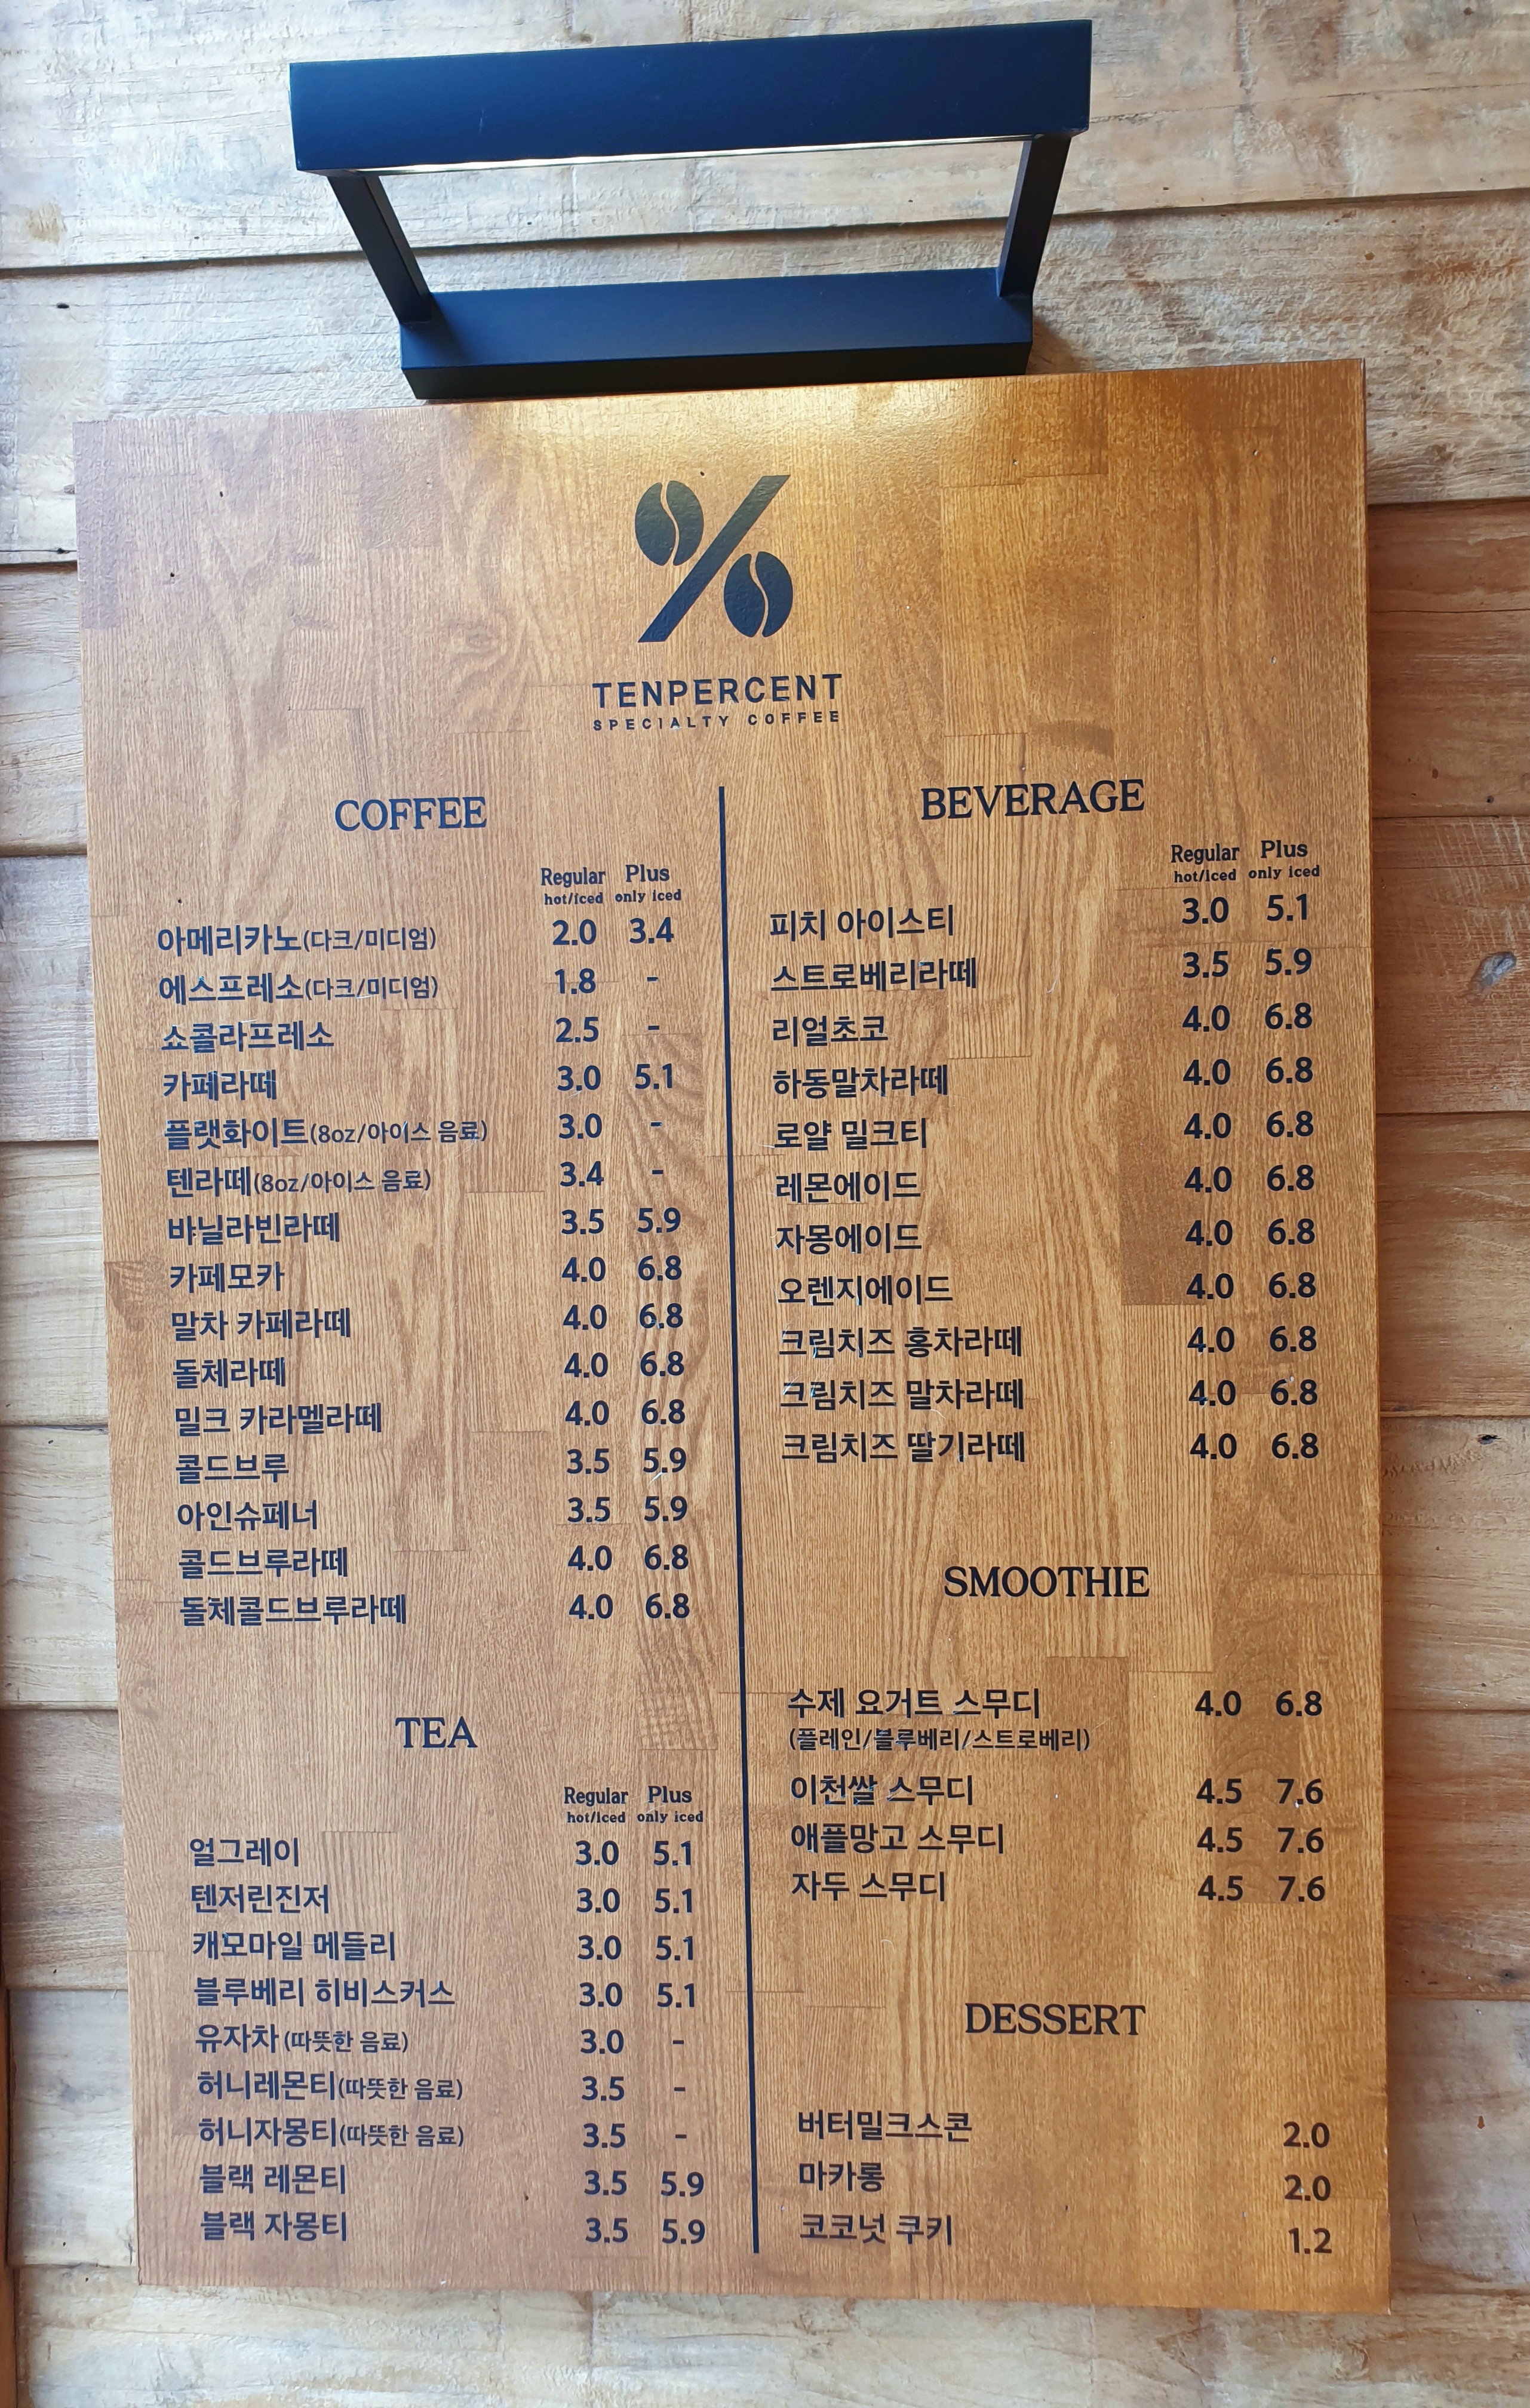 TENPERCENT
SPECIALTY COFFEE
COFFEE
Regular Plus
hot/iced only iced
아메리카노(다크/미디엄) 2.0 3.4
에스프레소(다크/미디엄) 1.8 -
쇼콜라프레소 2.5 -
카페라떼 3.0 5.1
플랫화이트(8oz/아이스 음료) 3.0 -
텐라떼(8oz/아이스 음료) 3.4 -
바닐라빈라떼 3.5 5.9
카페모카 4.0 6.8
말차 카페라떼 4.0 6.8
돌체라떼 4.0 6.8
밀크 카라멜라떼 4.0 6.8
콜드브루 3.5 5.9
아인슈페너 3.5 5.9
콜드브루라떼 4.0 6.8
돌체콜드브루라떼 4.0 6.8
TEA
Regular Plus
hot/iced only iced
얼그레이 3.0 5.1
텐저린진저 3.0 5.1
캐모마일 메들리 3.0 5.1
블루베리 히비스커스 3.0 5.1
유자차 (따뜻한 음료) 3.0 -
허니레몬티(따뜻한 음료) 3.5 -
허니자몽티(따뜻한 음료) 3.5 -
블랙 레몬티 3.5 5.9
블랙 자몽티 3.5 5.9
BEVERAGE
Regular Plus
hot/iced only iced
피치 아이스티 3.0 5.1
스트로베리라떼 3.5 5.9
리얼초코 4.0 6.8
하동말차라떼 4.0 6.8
로얄 밀크티 4.0 6.8
레몬에이드 4.0 6.8
자몽에이드 4.0 6.8
오렌지에이드 4.0 6.8
크림치즈 홍차라떼 4.0 6.8
크림치즈 말차라떼 4.0 6.8
크림치즈 딸기라떼 4.0 6.8
SMOOTHIE
수제 요거트 스무디 4.0 6.8
(플레인/블루베리/스트로베리)
이천쌀 스무디 4.5 7.6
애플망고 스무디 4.5 7.6
자두 스무디 4.5 7.6
DESSERT
버터밀크스콘 2.0
마카롱 2.0
코코넛 쿠키 1.2